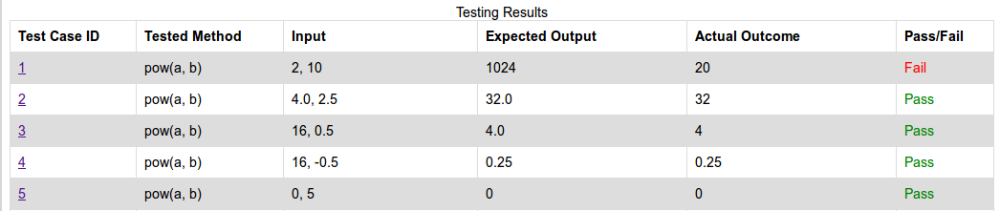 Testing Results
Test Case ID Tested Method Input Expected Output Actual Outcome Pass/Fail
1 pow(a, b) 2, 10 1024 20 Fail
2 pow(a, b) 4.0, 2.5 32.0 32 Pass
3 pow(a, b) 16, 0.5 4.0 4 Pass
4 pow(a, b) 16, -0.5 0.25 0.25 Pass
5 pow(a, b) 0, 5 0 0 Pass